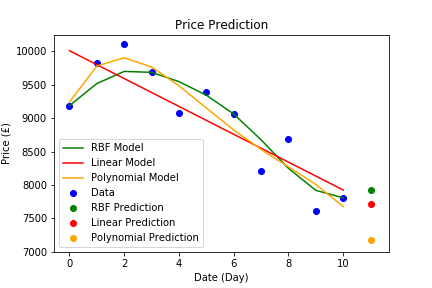 Price Prediction
Price (£)
10000
9500
9000
8500
8000
7500
7000
RBF Model
Linear Model
Polynomial Model
Data
RBF Prediction
Linear Prediction
Polynomial Prediction
0
2
4
6
8
10
Date (Day)